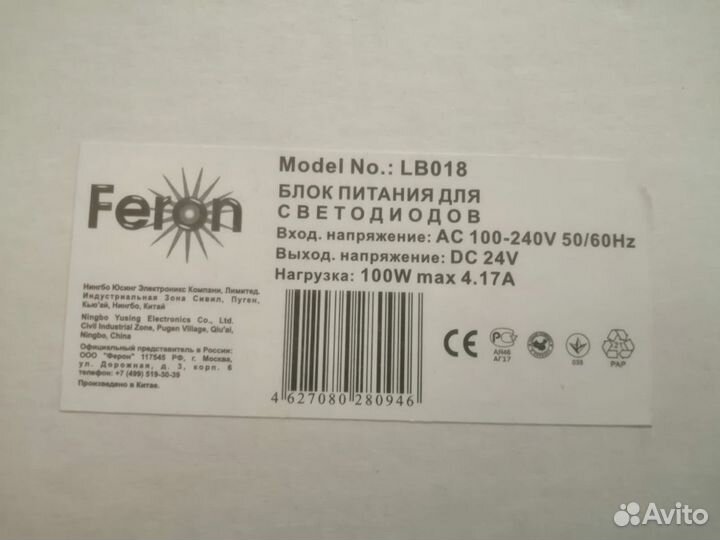 Feron
Model No.: LB018
БЛОК ПИТАНИЯ ДЛЯ
СВЕТОДИОДОВ
Вход. напряжение: AC 100-240V 50/60Hz
Выход. напряжение: DC 24V
Нагрузка: 100W max 4.17A
Нингбо Юсинг Электроникс Компани, Лимитед.
Индустриальная Зона Сивил, Пуген,
Кью'ай, Нингбо, Китай
Ningbo Yusing Electronics Co., Ltd.
Civil Industrial Zone, Pugen Village, Qiu'ai,
Ningbo, China
Официальный представитель в России:
ООО "Ферон" 117545 РФ, г. Москва,
ул. Дорожная, д. 3, корп. 6
телефон: +7 (499) 519-30-39
Произведено в Китае.
4 627080 280946
CE
АЯ46
АГ17
PAP
Avito